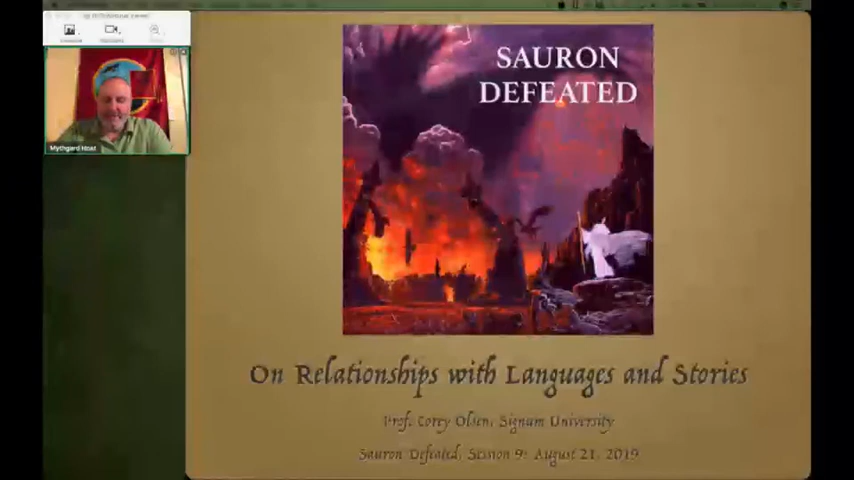 Mythgard Host
SAURON
DEFEATED
On Relationships with Languages and Stories
Prof. Corey Olsen, Signum University
Sauron Defeated, Session 9: August 21, 2019